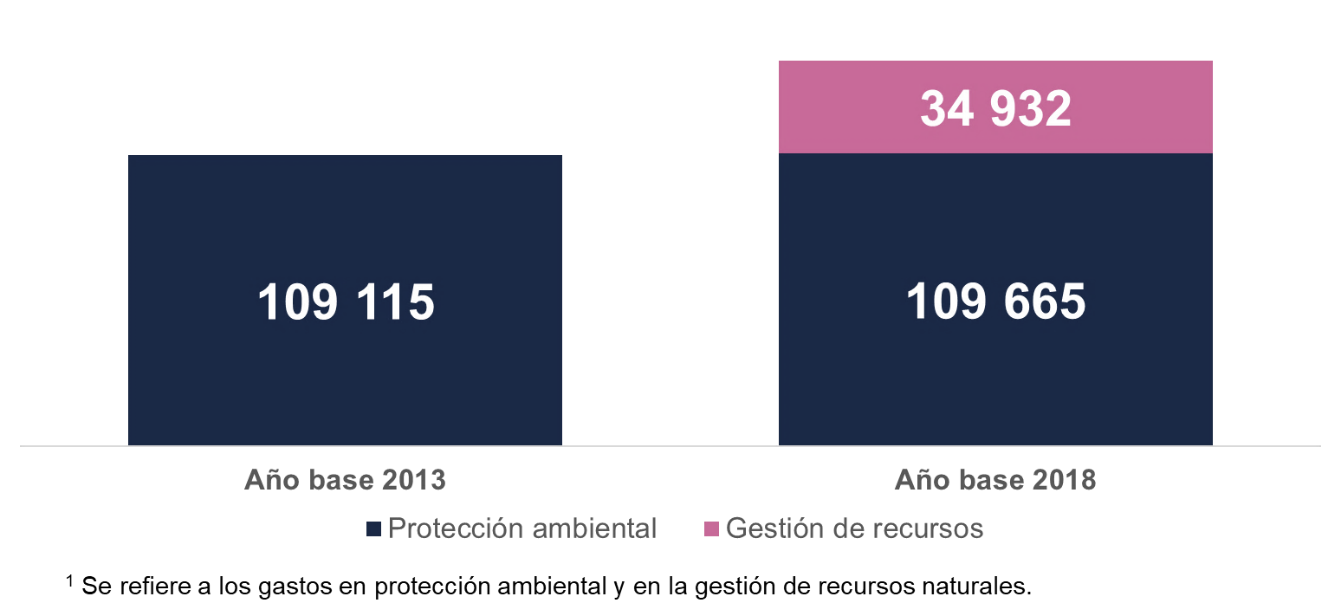 34 932
109 115
109 665
Año base 2013
Año base 2018
Protección ambiental
Gestión de recursos
¹ Se refiere a los gastos en protección ambiental y en la gestión de recursos naturales.